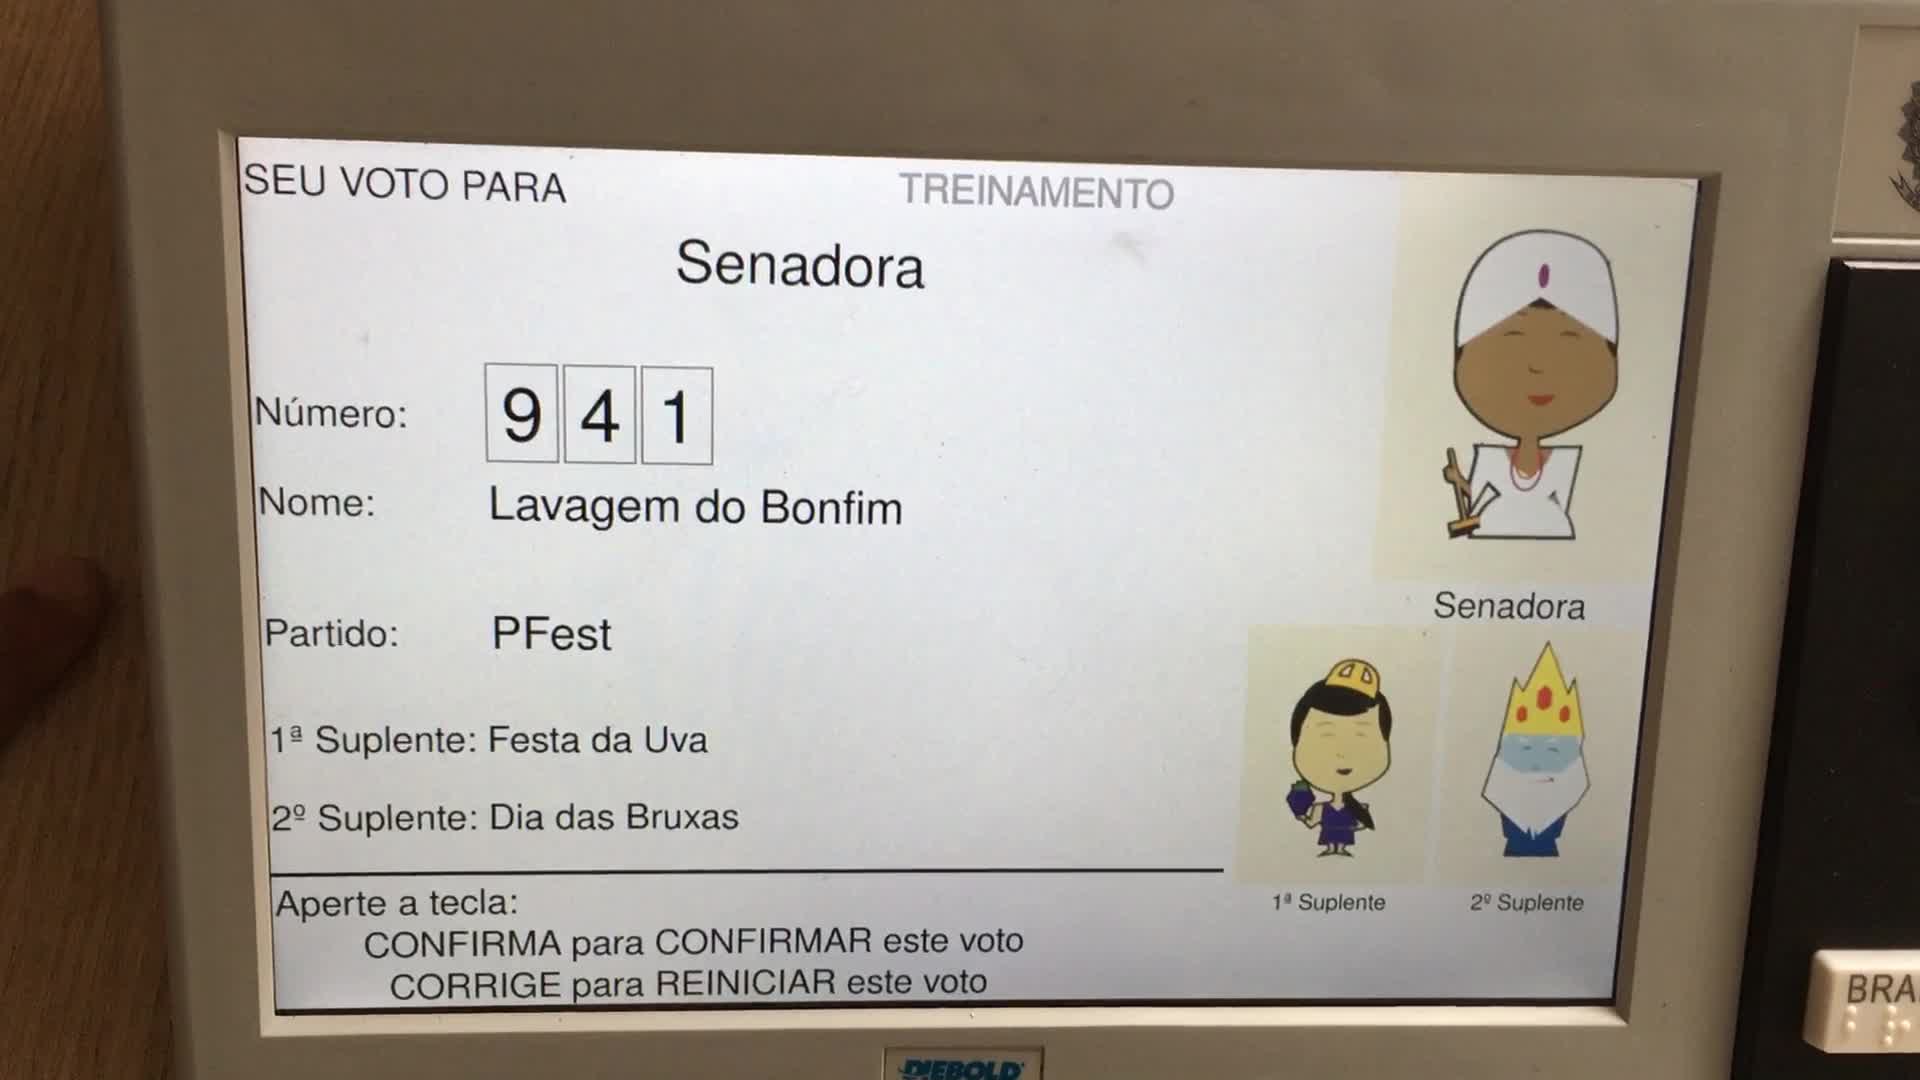 SEU VOTO PARA
TREINAMENTO
Senadora
Número: 9 4 1
Nome: Lavagem do Bonfim
Partido: PFest
1ª Suplente: Festa da Uva
2º Suplente: Dia das Bruxas
Senadora
1ª Suplente
2º Suplente
Aperte a tecla:
CONFIRMA para CONFIRMAR este voto
CORRIGE para REINICIAR este voto
DIEBOLD
BRA